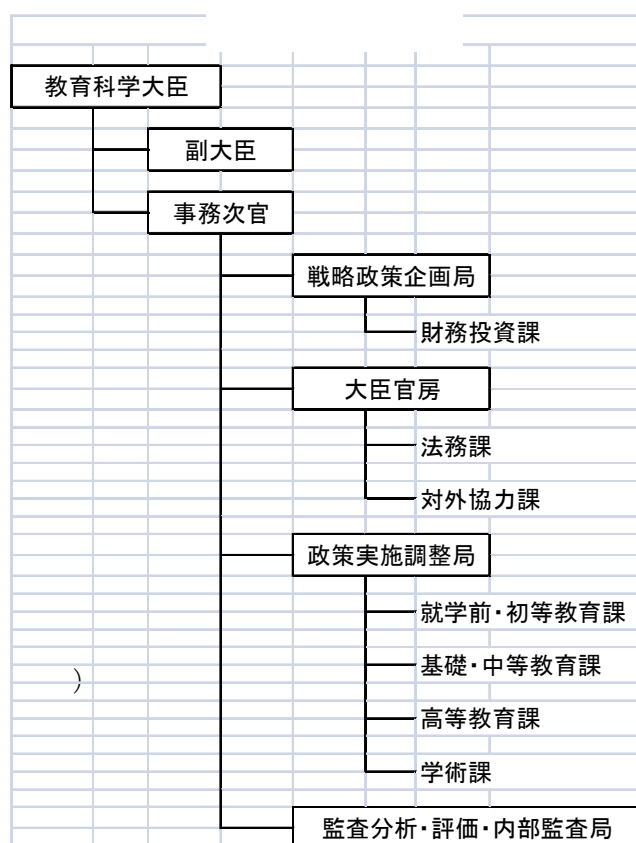 教育科学大臣
副大臣
事務次官
戦略政策企画局
財務投資課
大臣官房
法務課
対外協力課
政策実施調整局
就学前・初等教育課
基礎・中等教育課
)
高等教育課
学術課
監査分析・評価・内部監査局